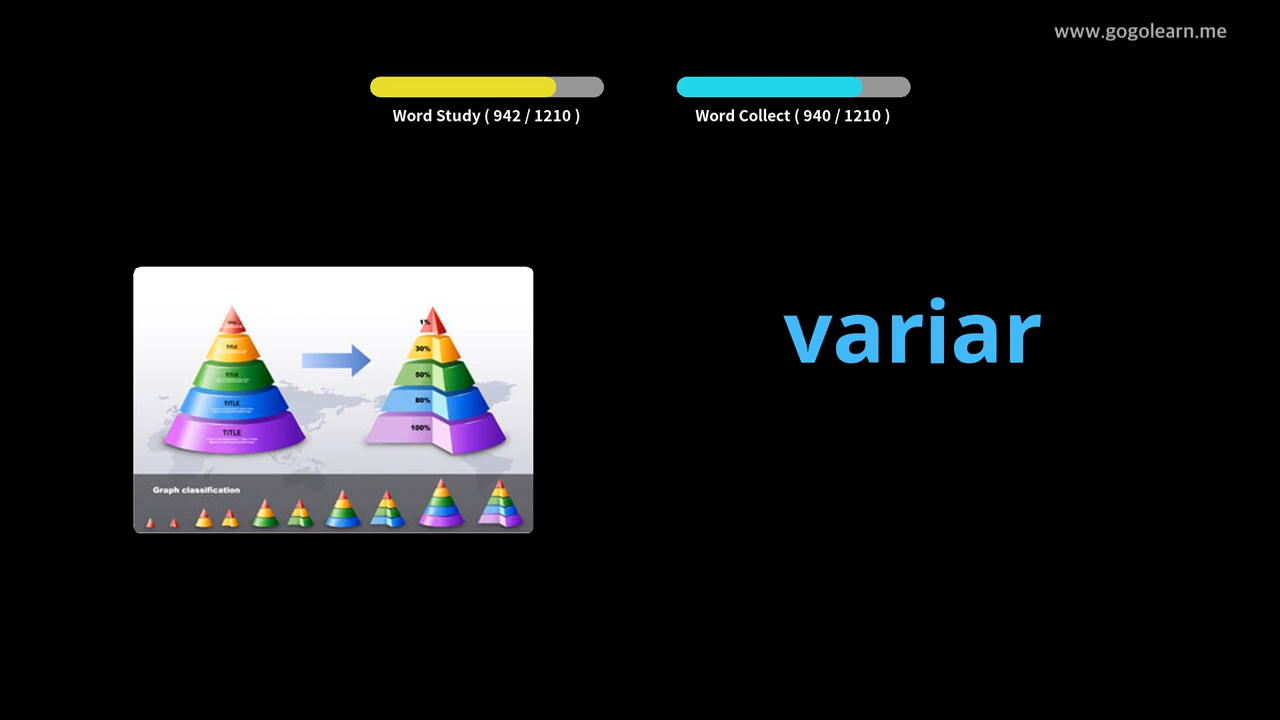 www.gogolearn.me
Word Study ( 942 / 1210 )
Word Collect ( 940 / 1210 )
variar
TITLE
TITLE
TITLE
TITLE
1%
30%
50%
80%
100%
Graph classification